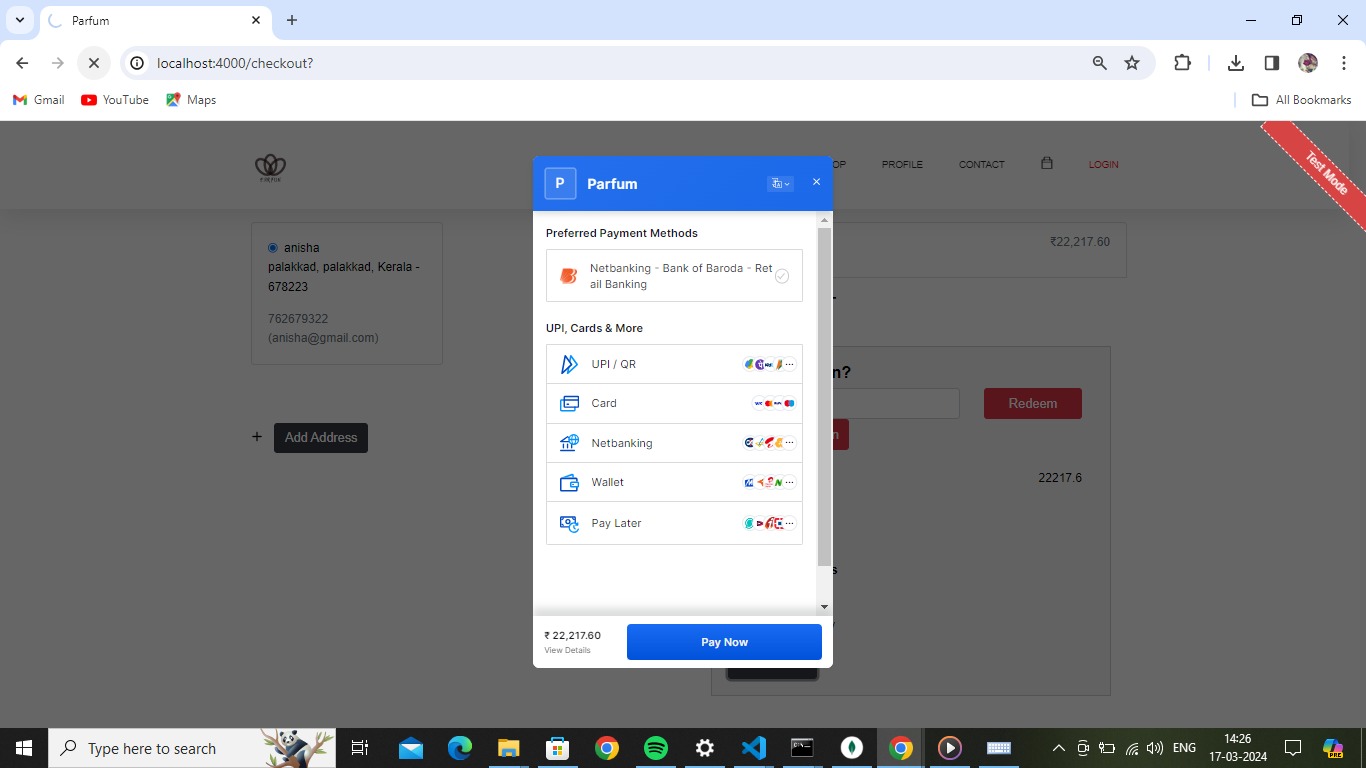 Parfum
localhost:4000/checkout?
Gmail
YouTube
Maps
All Bookmarks
OP
PROFILE
CONTACT
LOGIN
Test Mode
P
Parfum
anisha
palakkad, palakkad, Kerala -
678223
762679322
(anisha@gmail.com)
+ Add Address
₹22,217.60
Preferred Payment Methods
Netbanking - Bank of Baroda - Ret
ail Banking
UPI, Cards & More
UPI / QR
Card
Netbanking
Wallet
Pay Later
n?
Redeem
n
22217.6
s
₹ 22,217.60
View Details
Pay Now
Type here to search
ENG
14:26
17-03-2024